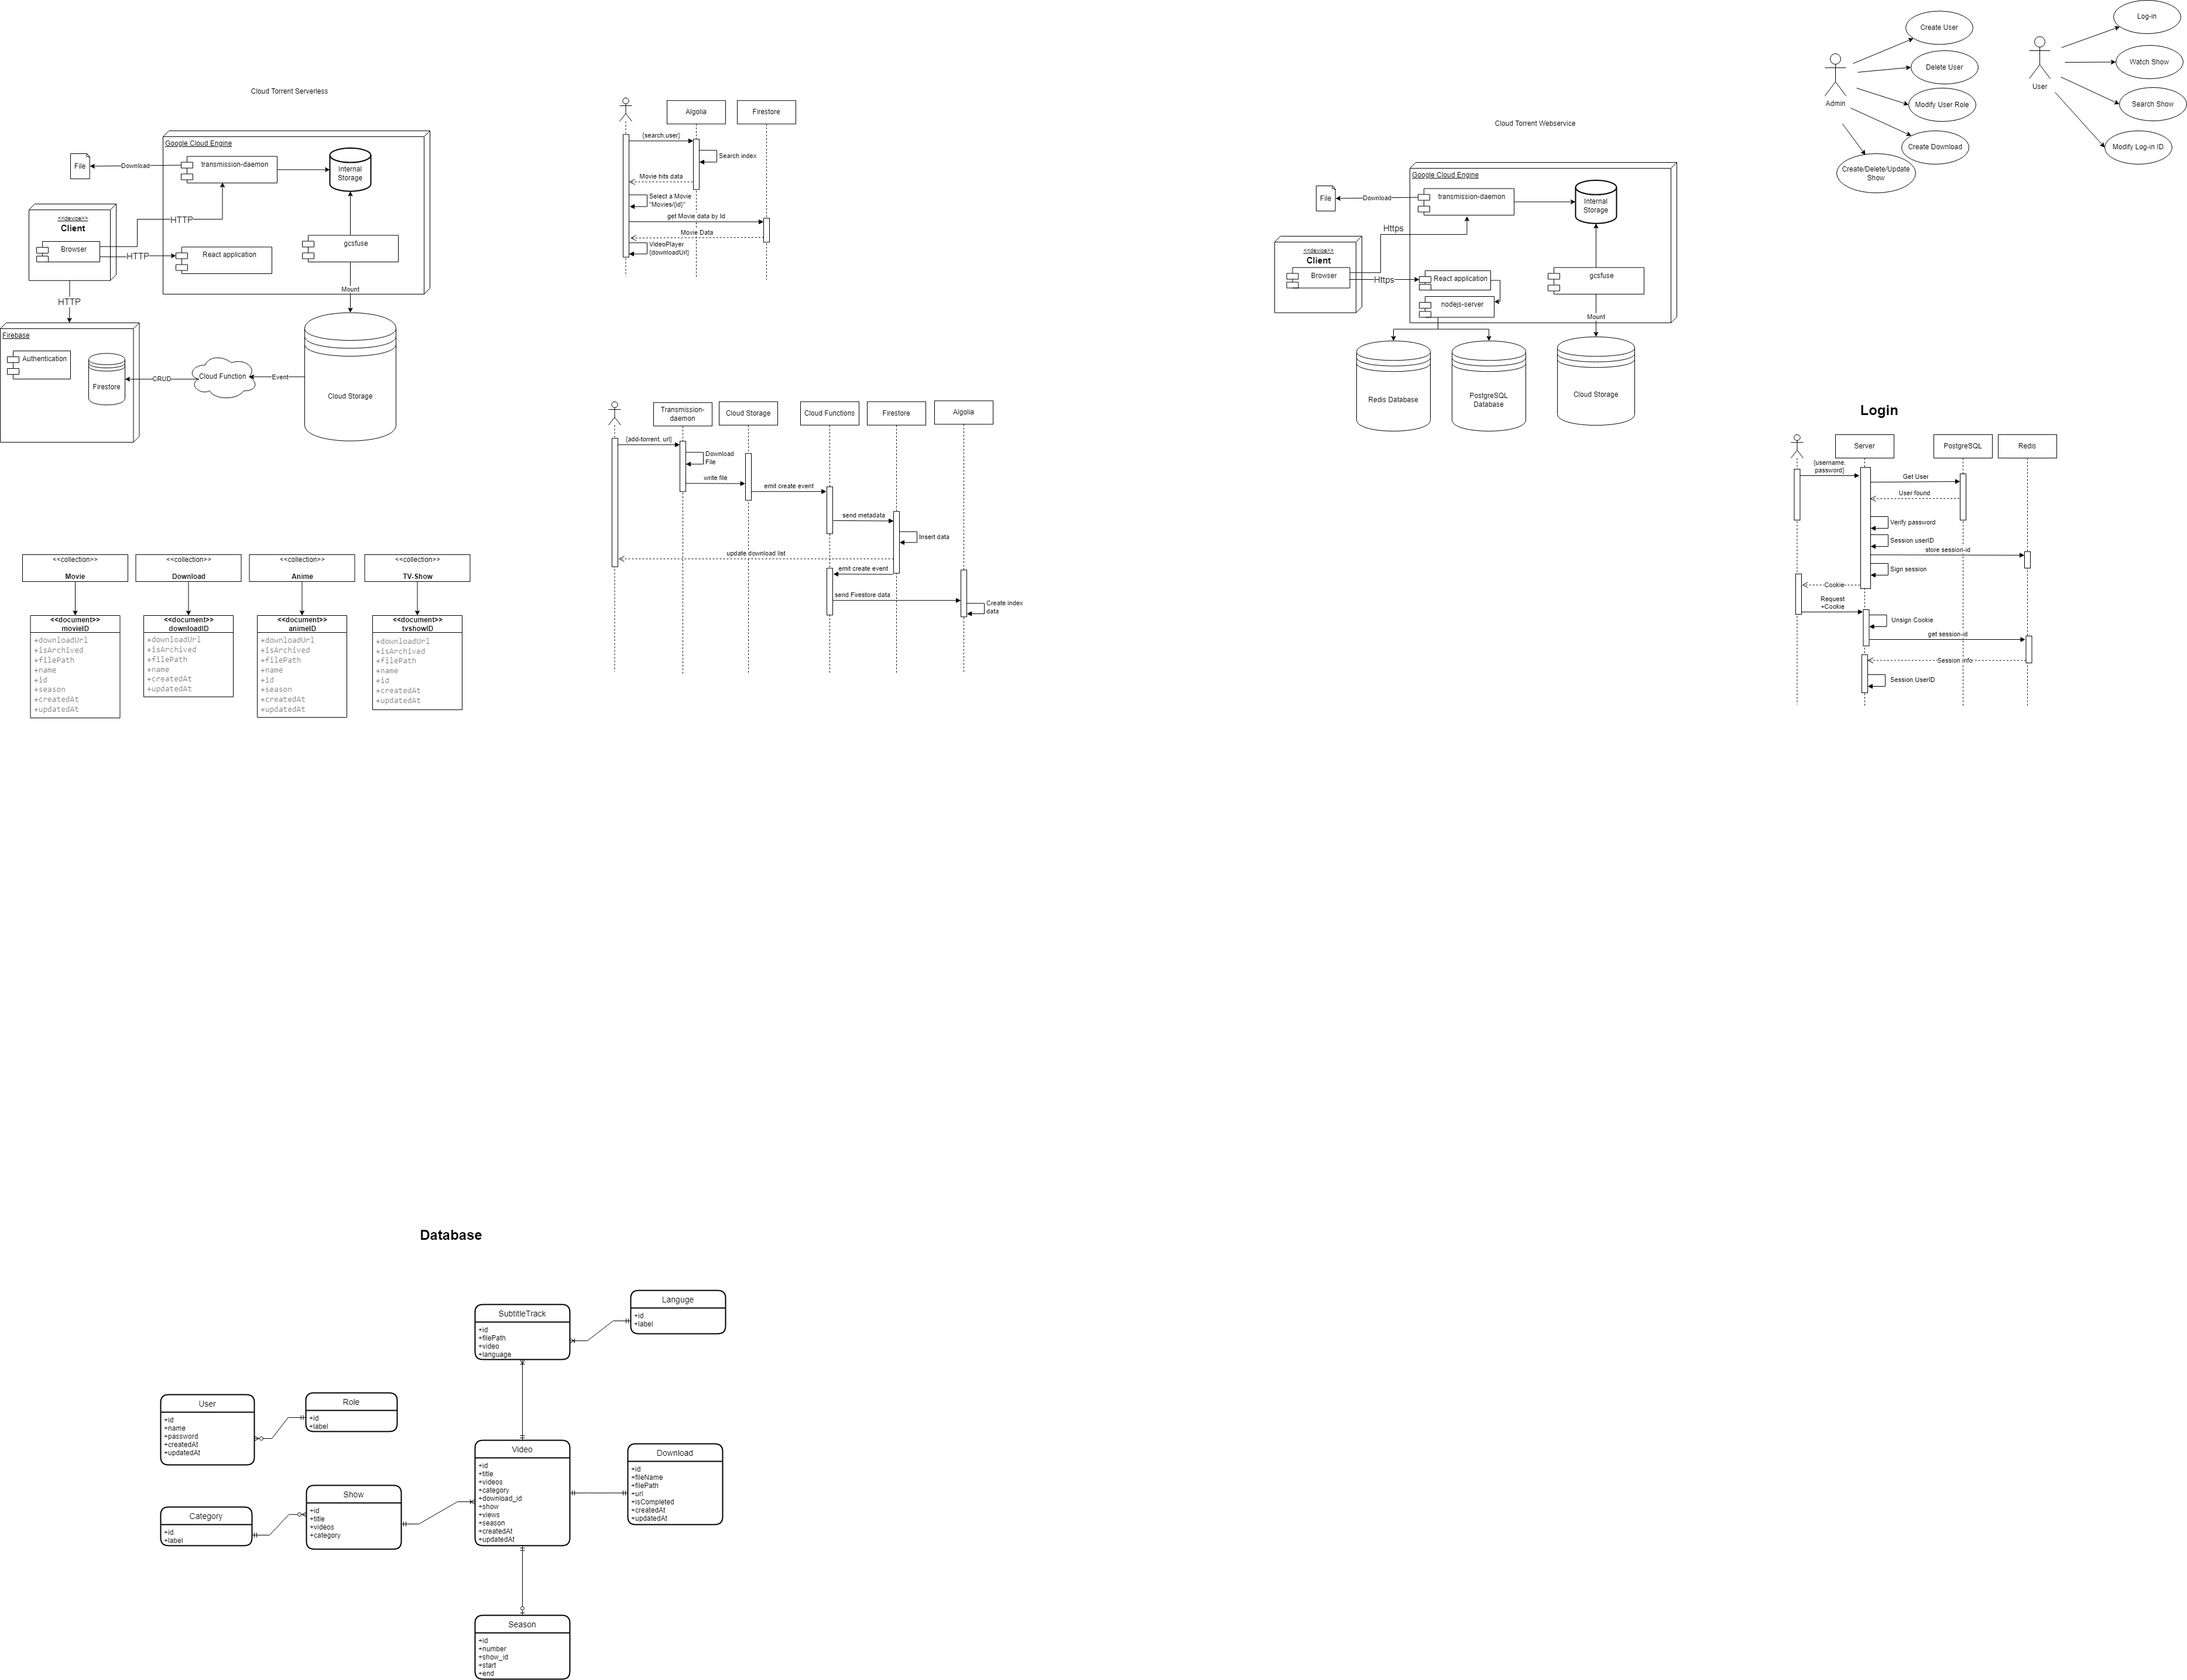 Cloud Torrent Serverless
Google Cloud Engine
File
Download
transmission-daemon
Internal
Storage
HTTP
<<device>>
Client
Browser
HTTP
React application
gcsfuse
Mount
HTTP
Firebase
Authentication
Firestore
CRUD
Cloud Function
Event
Cloud Storage
Algolia
Firestore
{search,user}
Search index
Movie hits data
Select a Movie
"Movies/{id}"
get Movie data by Id
Movie Data
VideoPlayer
{downloadUrl}
Transmission-
daemon
Cloud Storage
Cloud Functions
Firestore
Algolia
{add-torrent, url}
Download
File
write file
emit create event
send metadata
Insert data
update download list
emit create event
send Firestore data
Create index
data
<<collection>>
Movie
<<collection>>
Download
<<collection>>
Anime
<<collection>>
TV-Show
<<document>>
movieID
+downloadUrl
+isArchived
+filePath
+name
+id
+season
+createdAt
+updatedAt
<<document>>
downloadID
+downloadUrl
+isArchived
+filePath
+name
+createdAt
+updatedAt
<<document>>
animeID
+downloadUrl
+isArchived
+filePath
+name
+id
+season
+createdAt
+updatedAt
<<document>>
tvshowID
+downloadUrl
+isArchived
+filePath
+name
+id
+createdAt
+updatedAt
Cloud Torrent Webservice
Google Cloud Engine
File
Download
transmission-daemon
Internal
Storage
Https
<<device>>
Client
Browser
Https
React application
nodejs-server
gcsfuse
Mount
Redis Database
PostgreSQL
Database
Cloud Storage
Admin
Create User
Delete User
Modify User Role
Create Download
Create/Delete/Update
Show
User
Log-in
Watch Show
Search Show
Modify Log-in ID
Login
Server
PostgreSQL
Redis
{username,
password}
Get User
User found
Verify password
Session.userID
store session-id
Sign session
Cookie
Request
+Cookie
Unsign Cookie
get session-id
Session info
Session.UserID
Database
SubtitleTrack
+id
+filePath
+video
+language
Languge
+id
+label
User
+id
+name
+password
+createdAt
+updatedAt
Role
+id
+label
Category
+id
+label
Show
+id
+title
+videos
+category
Video
+id
+title
+videos
+category
+download_id
+show
+views
+season
+createdAt
+updatedAt
Download
+id
+fileName
+filePath
+url
+isCompleted
+createdAt
+updatedAt
Season
+id
+number
+show_id
+start
+end